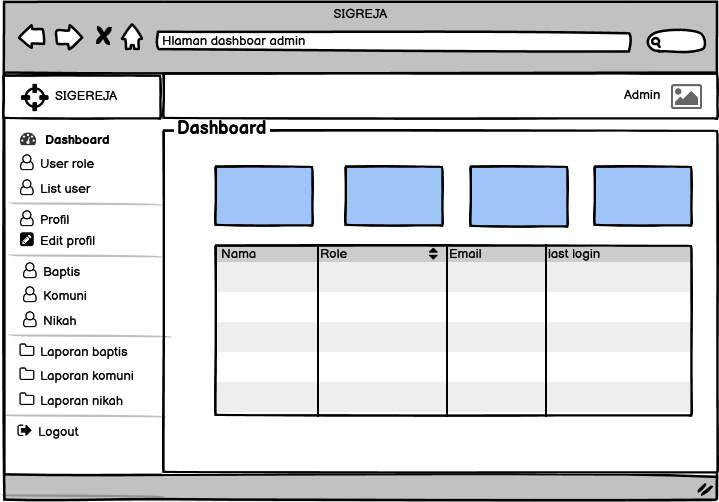 SIGREJA
Hlaman dashboar admin
SIGEREJA
Admin
Dashboard
User role
List user
Profil
Edit profil
Baptis
Komuni
Nikah
Laporan baptis
Laporan komuni
Laporan nikah
Logout
Dashboard
Nama Role Email last login